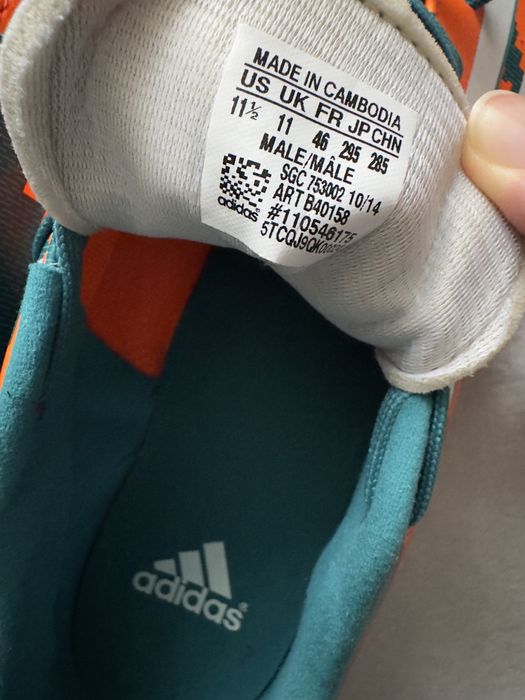 MADE IN CAMBODIA
US UK FR JP CHN
11½ 11 46 295 285
MALE/MÂLE
SGC 753002 10/14
ART B40158
#110546175
adidas
adidas